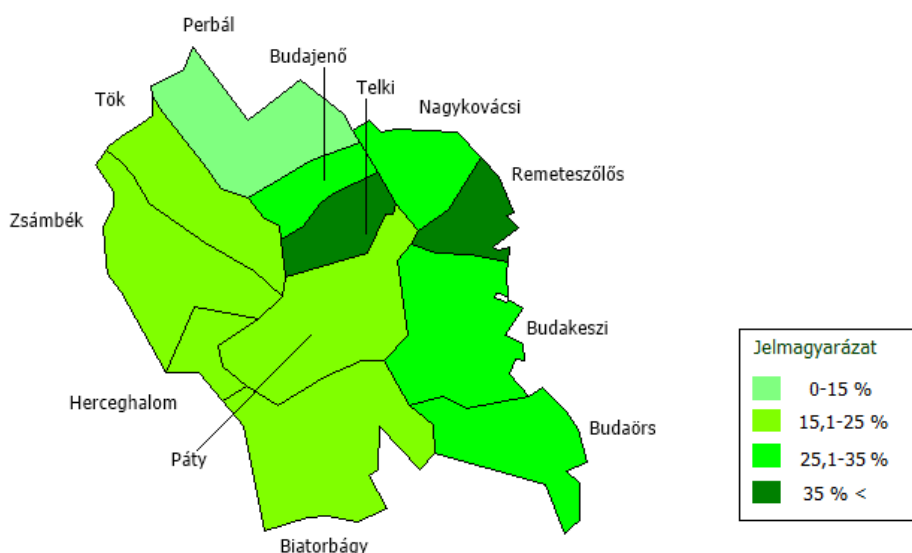 Perbál
Budajenő
Telki
Tök
Nagykovácsi
Remeteszőlős
Zsámbék
Budakeszi
Herceghalom
Budaörs
Páty
Biatorbágy
Jelmagyarázat
0-15 %
15,1-25 %
25,1-35 %
35 % <